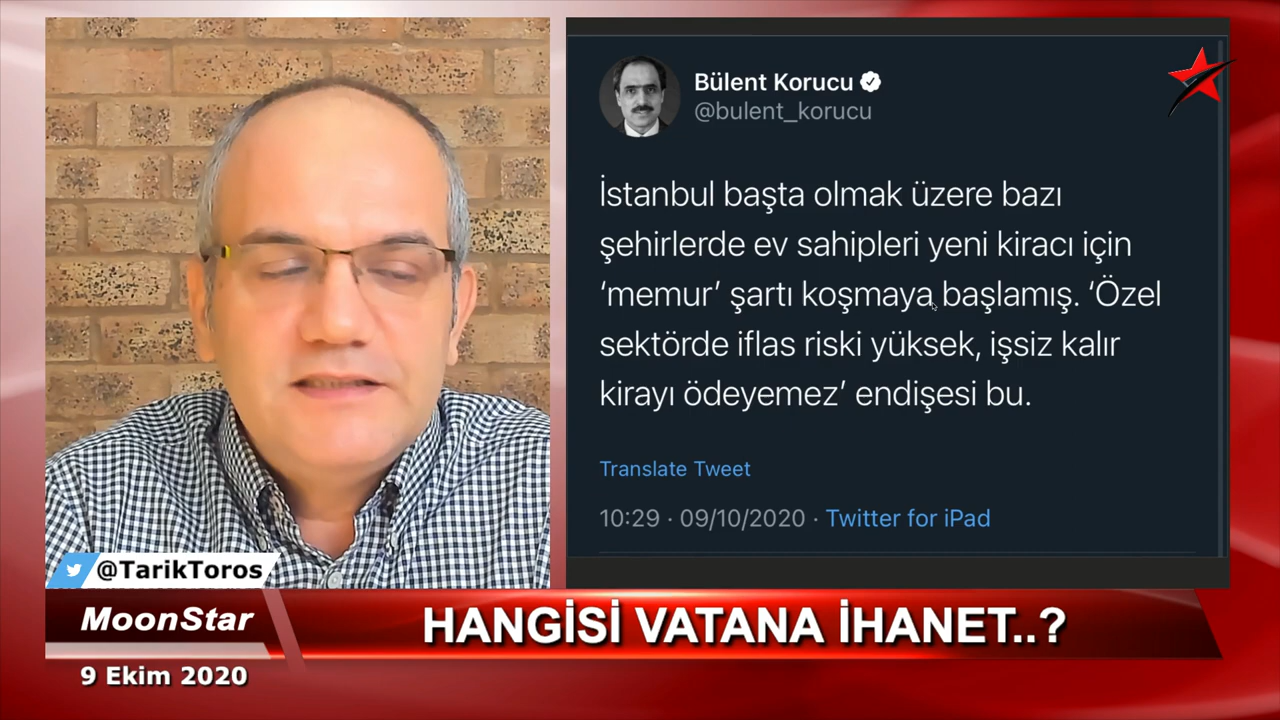 Bülent Korucu
@bulent_korucu
İstanbul başta olmak üzere bazı
şehirlerde ev sahipleri yeni kiracı için
‘memur’ şartı koşmaya başlamış. ‘Özel
sektörde iflas riski yüksek, işsiz kalır
kirayı ödeyemez’ endişesi bu.
Translate Tweet
10:29 · 09/10/2020 · Twitter for iPad
@TarikToros
MoonStar
HANGİSİ VATANA İHANET..?
9 Ekim 2020